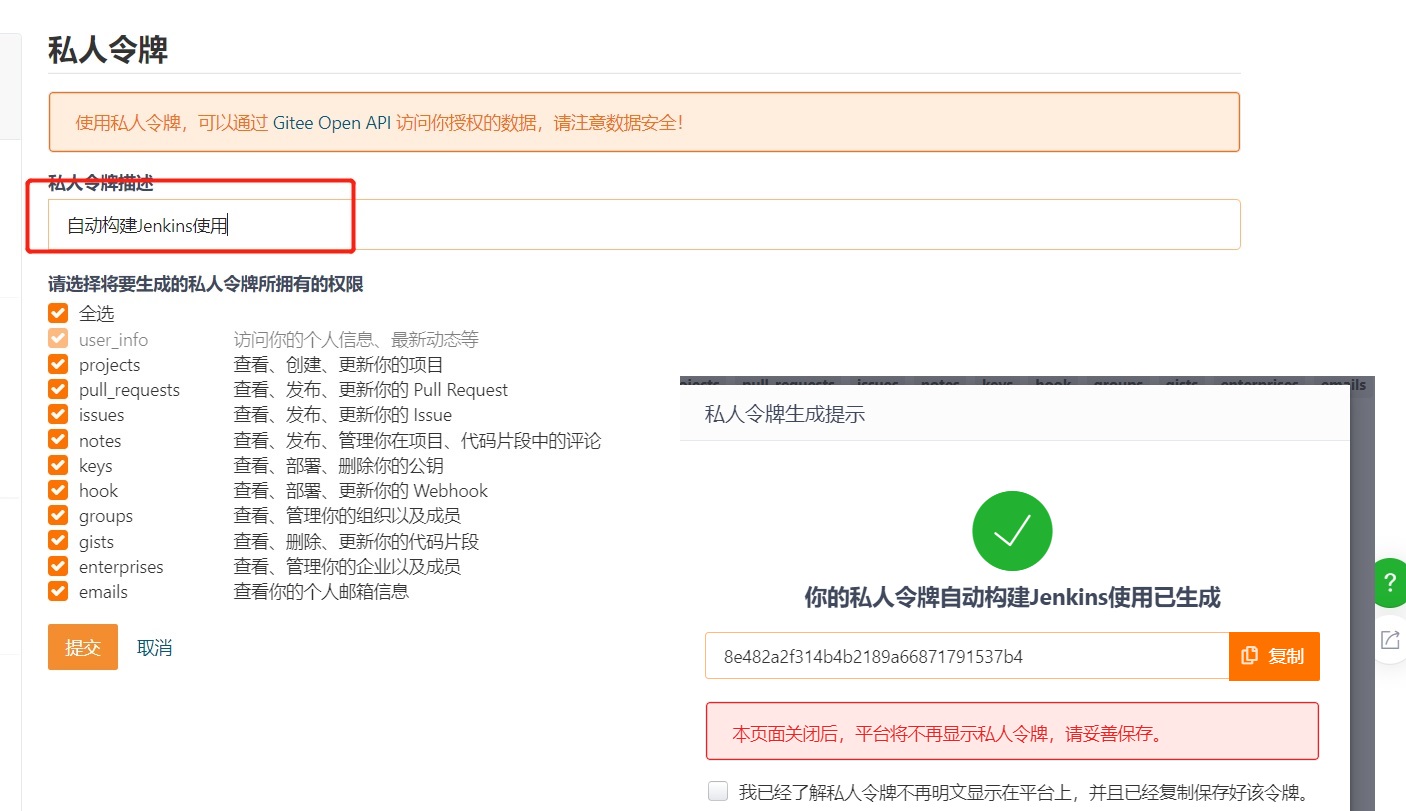 私人令牌
使用私人令牌，可以通过 Gitee Open API 访问你授权的数据，请注意数据安全！
私人令牌描述
自动构建Jenkins使用
请选择将要生成的私人令牌所拥有的权限
全选
user_info 访问你的个人信息、最新动态等
projects 查看、创建、更新你的项目
pull_requests 查看、发布、更新你的 Pull Request
issues 查看、发布、更新你的 Issue
notes 查看、发布、管理你在项目、代码片段中的评论
keys 查看、部署、删除你的公钥
hook 查看、部署、更新你的 Webhook
groups 查看、管理你的组织以及成员
gists 查看、删除、更新你的代码片段
enterprises 查看、管理你的企业以及成员
emails 查看你的个人邮箱信息
提交 取消
projects pull_requests issues notes keys hook groups gists enterprises emails
私人令牌生成提示
你的私人令牌自动构建Jenkins使用已生成
8e482a2f314b4b2189a66871791537b4 复制
本页面关闭后，平台将不再显示私人令牌，请妥善保存。
我已经了解私人令牌不再明文显示在平台上，并且已经复制保存好该令牌。
?